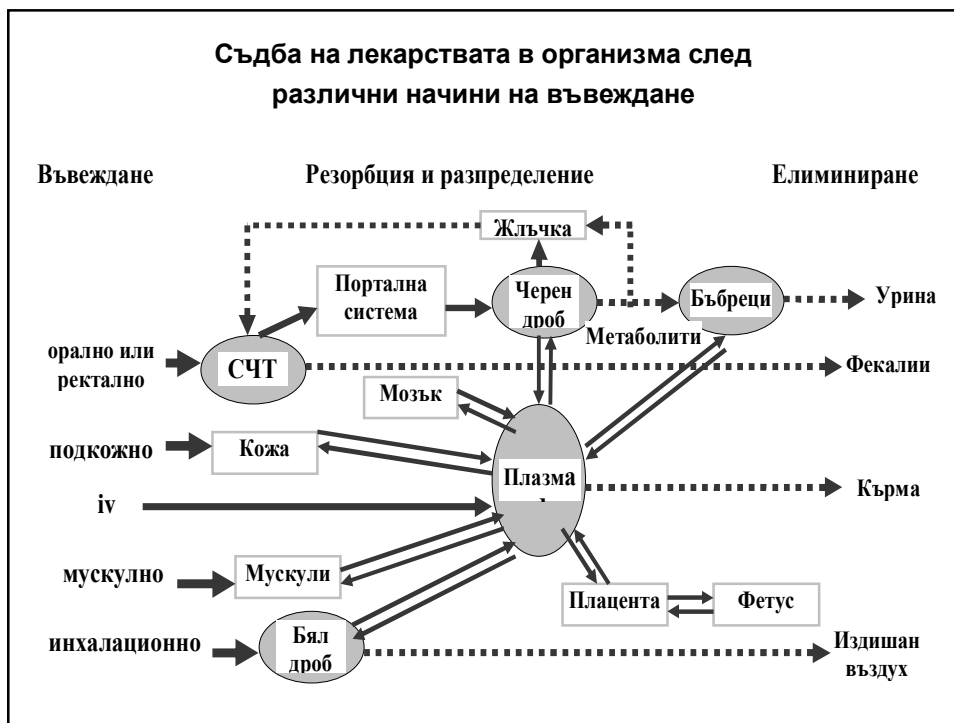 Съдба на лекарствата в организма след
различни начини на въвеждане
Въвеждане
Резорбция и разпределение
Елиминиране
Жлъчка
Портална
система
Черен
дроб
Бъбреци
Урина
Метаболити
орално или
ректално
СЧТ
Фекалии
Мозък
подкожно
Кожа
Плазма
Кърма
iv
мускулно
Мускули
Плацента
Фетус
инхалационно
Бял
дроб
Издишан
въздух